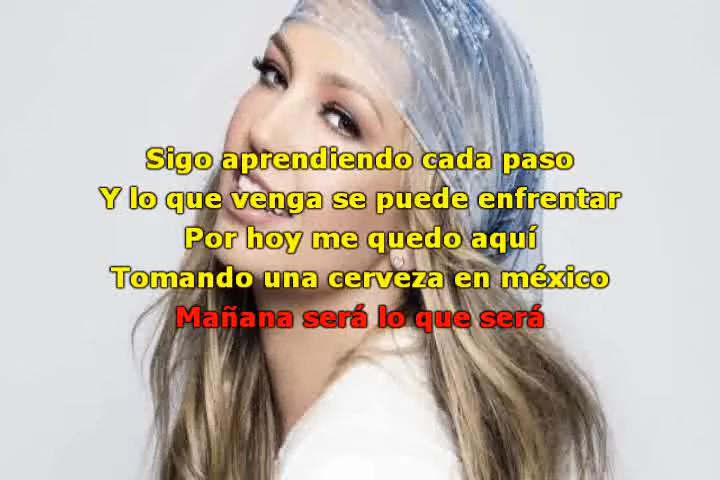 Sigo aprendiendo cada paso
Y lo que venga se puede enfrentar
Por hoy me quedo aquí
Tomando una cerveza en méxico
Mañana será lo que será